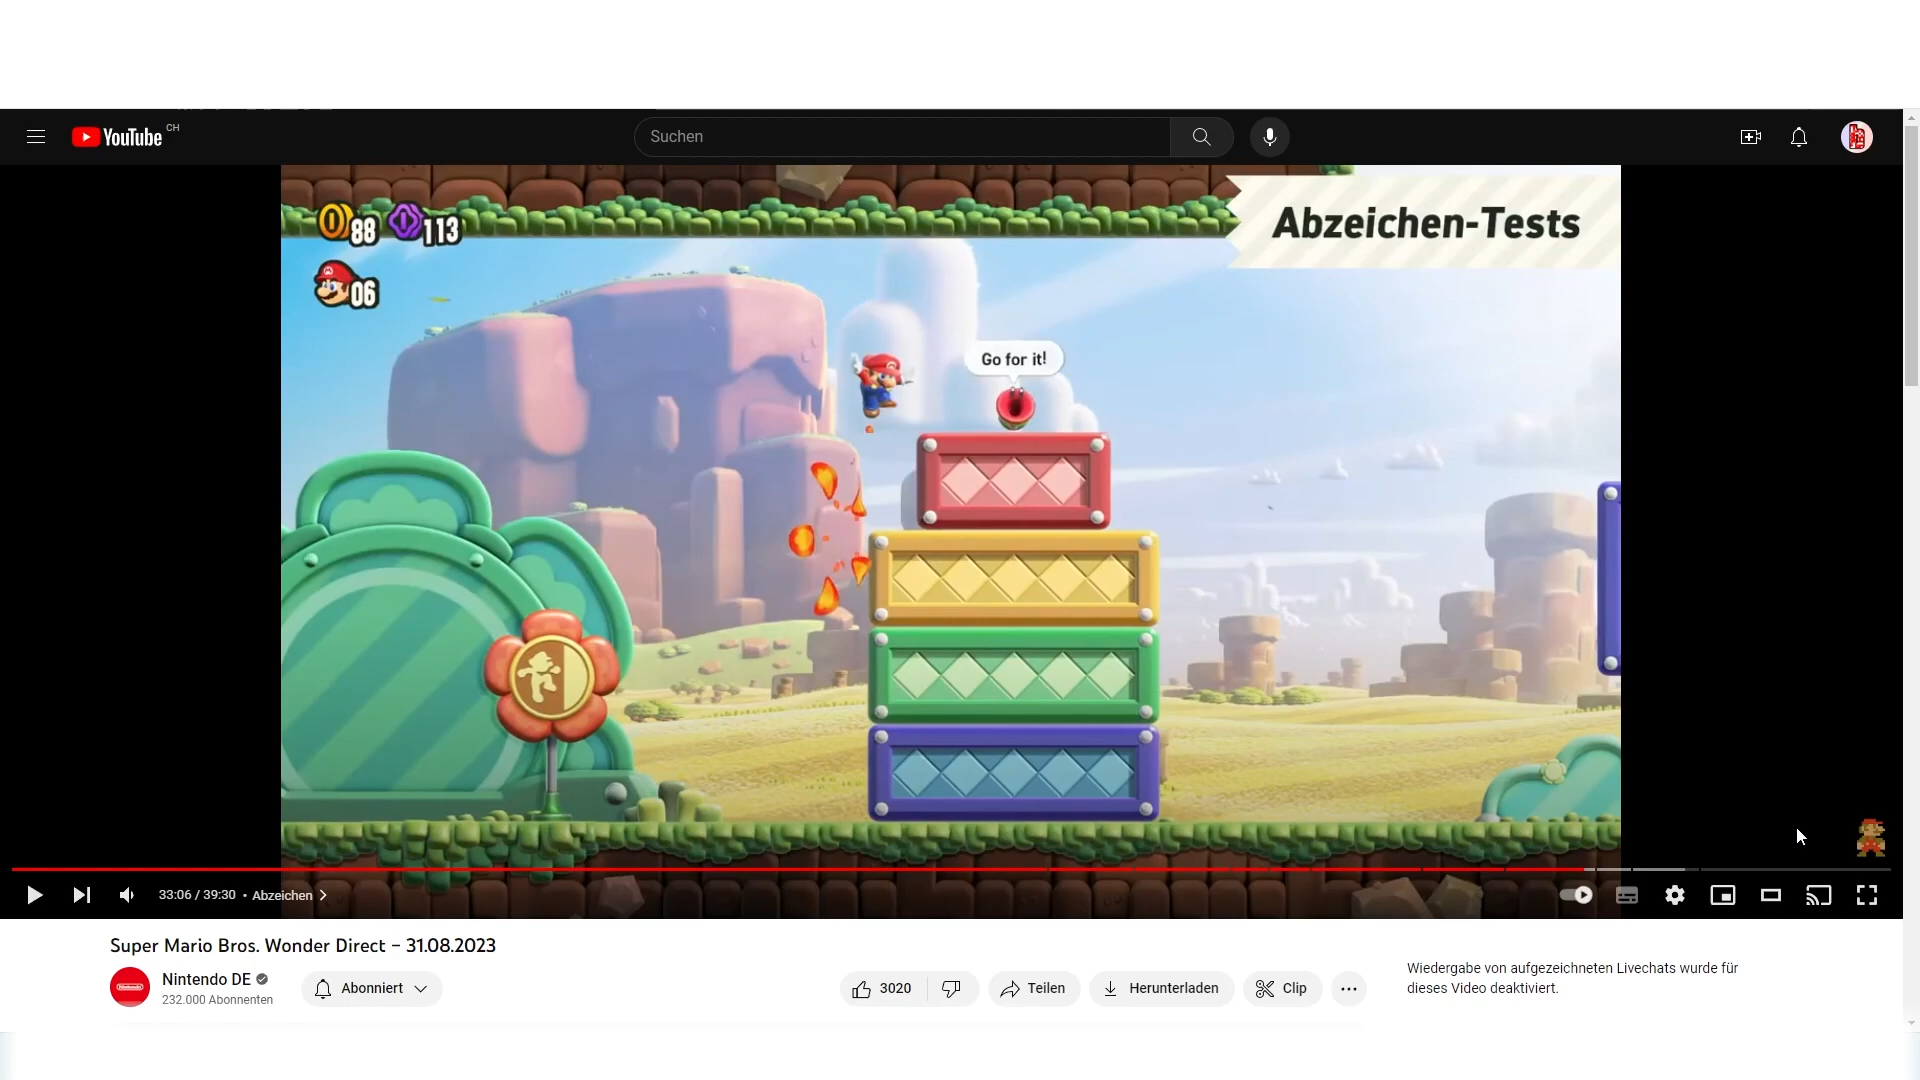 YouTube CH
Suchen
88 113
Abzeichen-Tests
06
Go for it!
33:06 / 39:30 • Abzeichen
Super Mario Bros. Wonder Direct – 31.08.2023
Nintendo DE
232.000 Abonnenten
Abonniert
3020
Teilen
Herunterladen
Clip
Wiedergabe von aufgezeichneten Livechats wurde für
dieses Video deaktiviert.